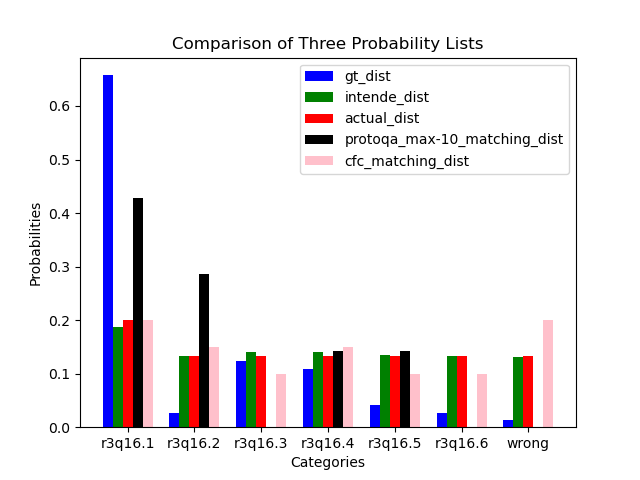 Comparison of Three Probability Lists
gt_dist
intende_dist
actual_dist
protoqa_max-10_matching_dist
cfc_matching_dist
Probabilities
0.6
0.5
0.4
0.3
0.2
0.1
0.0
r3q16.1 r3q16.2 r3q16.3 r3q16.4 r3q16.5 r3q16.6 wrong
Categories